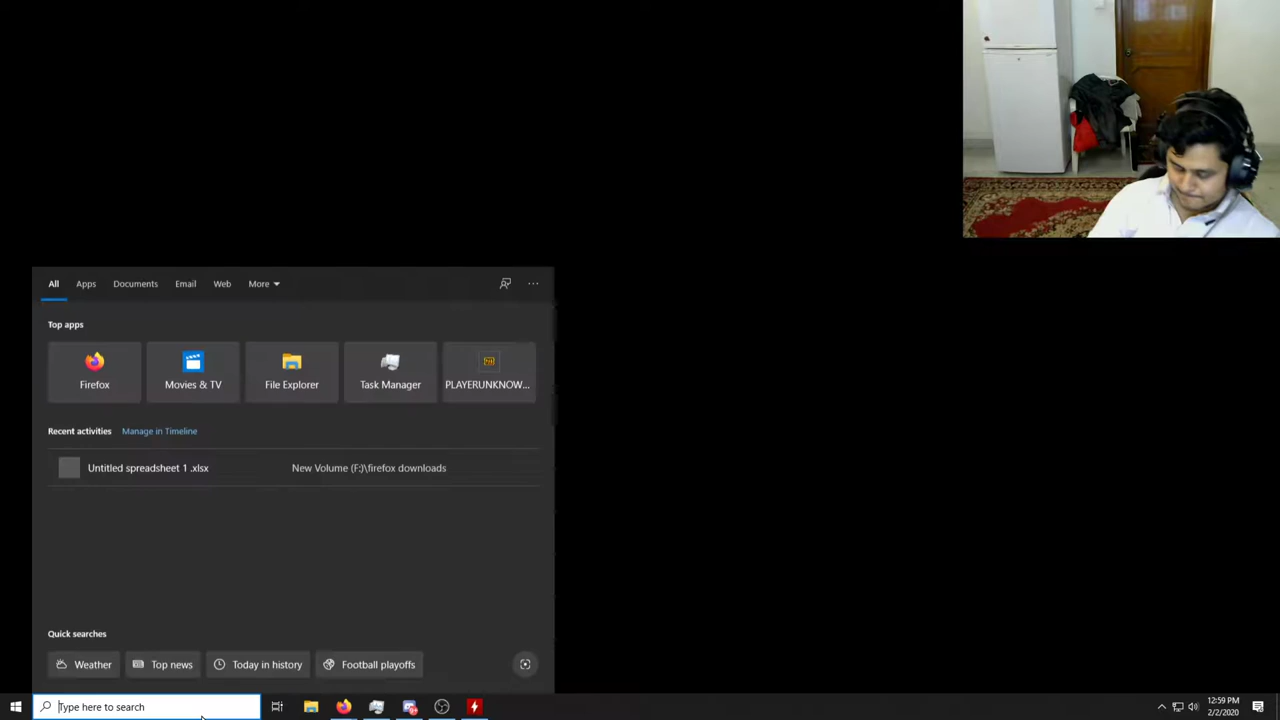 All Apps Documents Email Web More
Top apps
Firefox Movies & TV File Explorer Task Manager PLAYERUNKNOW...
Recent activities Manage in Timeline
Untitled spreadsheet 1 .xlsx New Volume (F:)\firefox downloads
Quick searches
Weather Top news Today in history Football playoffs
Type here to search
12:59 PM
2/2/2020